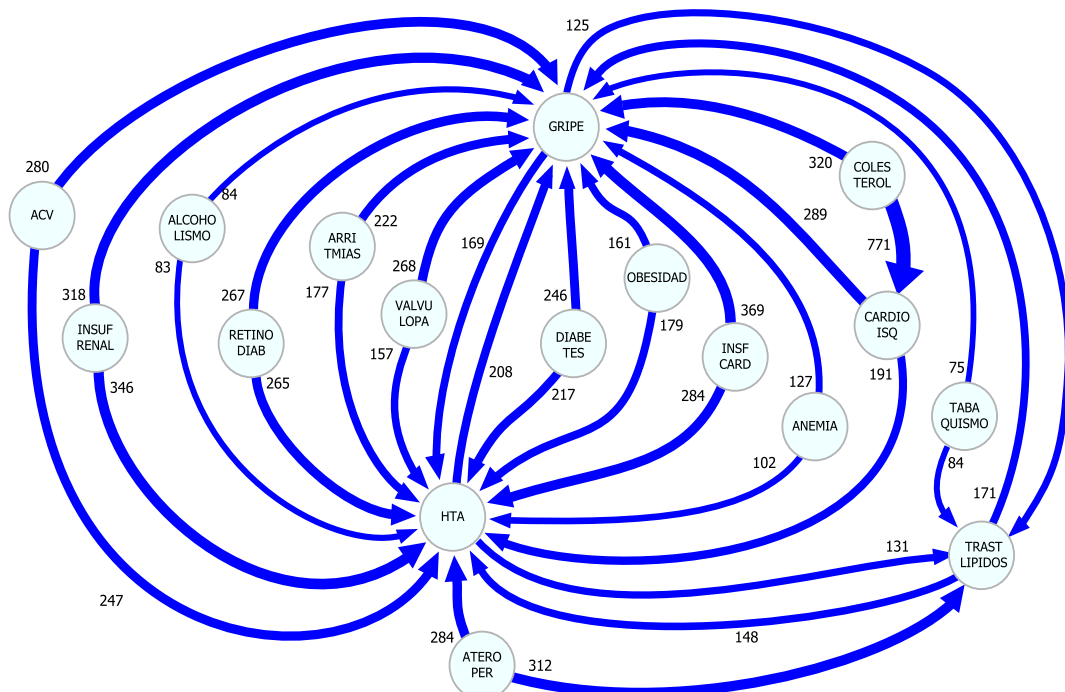 125
GRIPE
280
320
COLES
TEROL
ACV
84
ALCOHO
LISMO
222
289
ARRI
TMIAS
169
161
771
83
268
OBESIDAD
318
267
177
VALVU
LOPA
246
179
369
CARDIO
ISQ
INSUF
RENAL
RETINO
DIAB
157
DIABE
TES
INSF
CARD
208
191
346
265
217
284
127
75
TABA
QUISMO
ANEMIA
102
84
171
HTA
131
TRAST
LIPIDOS
247
284
148
ATERO
PER
312